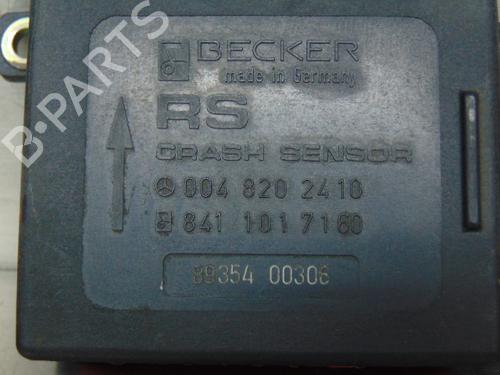 BECKER
made in Germany
RS
CRASH SENSOR
004 820 2410
841 101 7160
89354 00306
B-PARTS